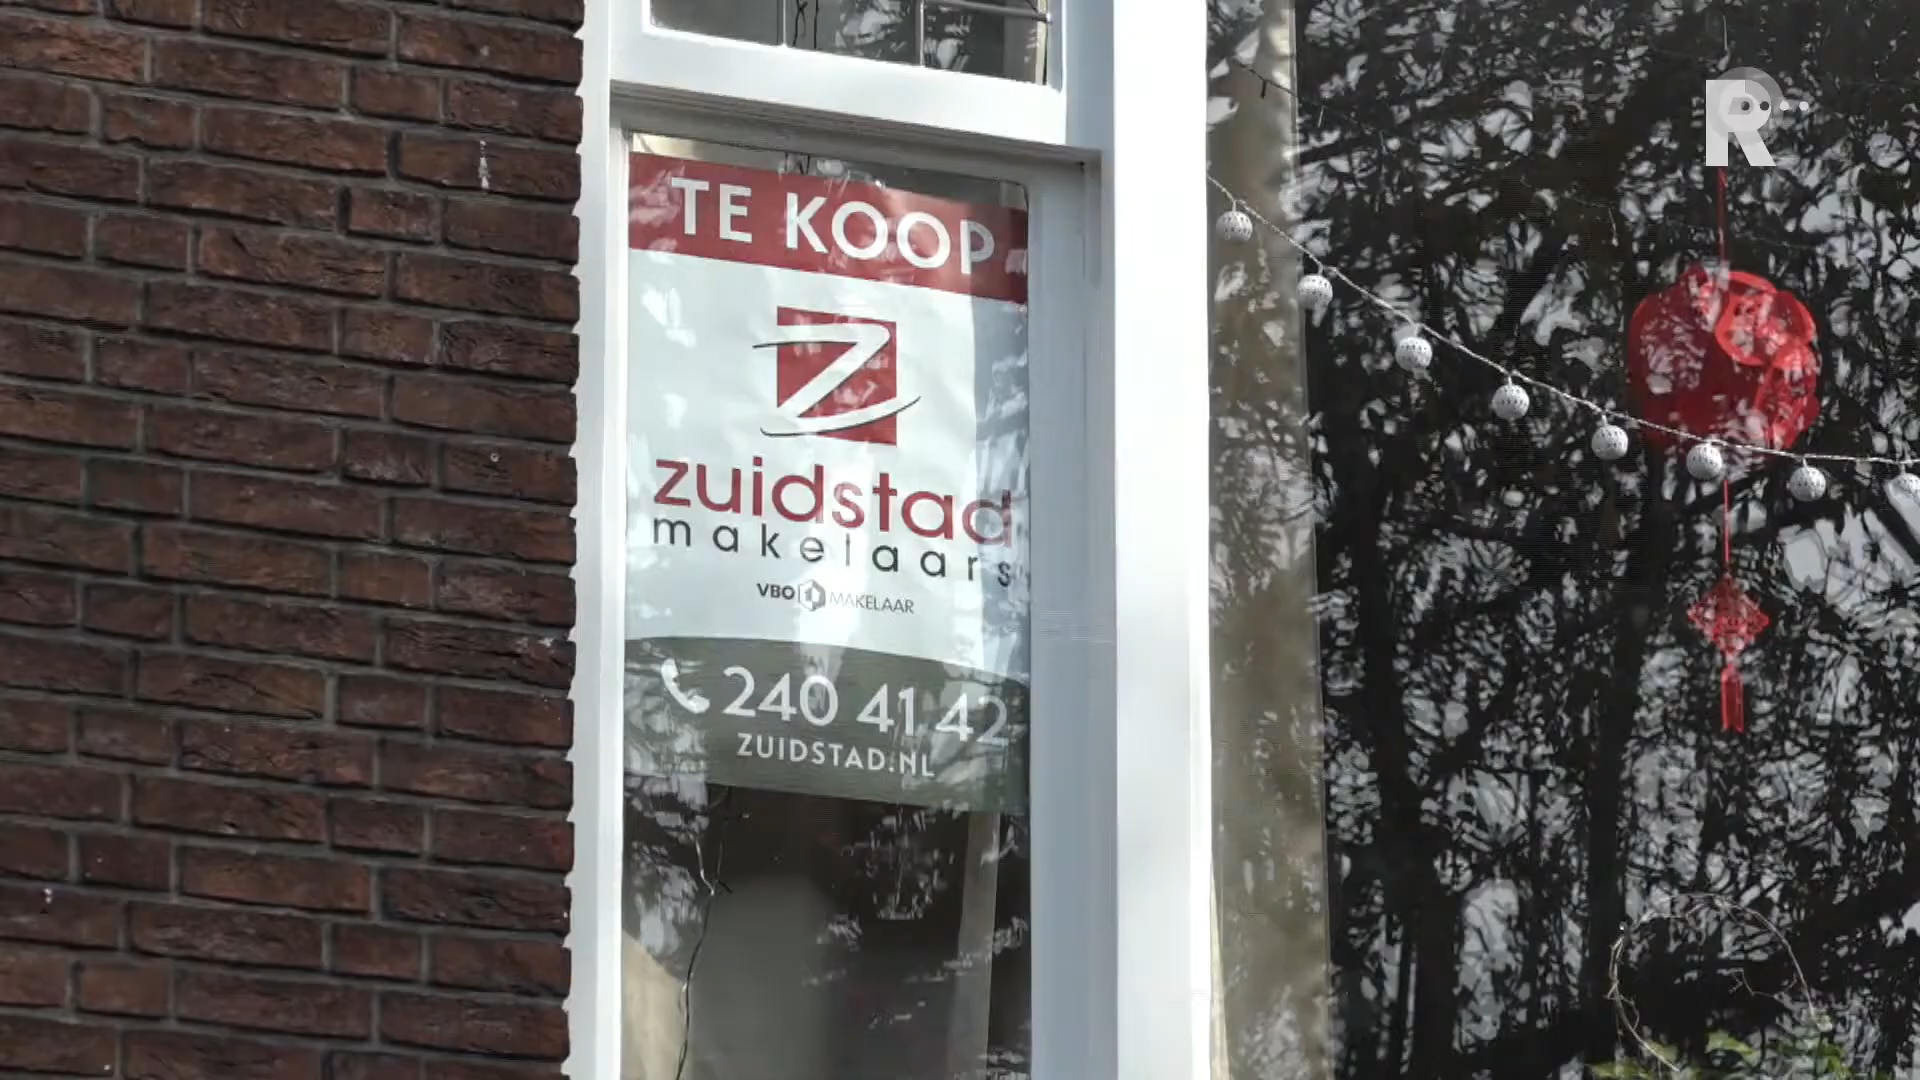 R
TE KOOP
Z
zuidstad
makelaars
VBO MAKELAAR
240 41 42
ZUIDSTAD.NL